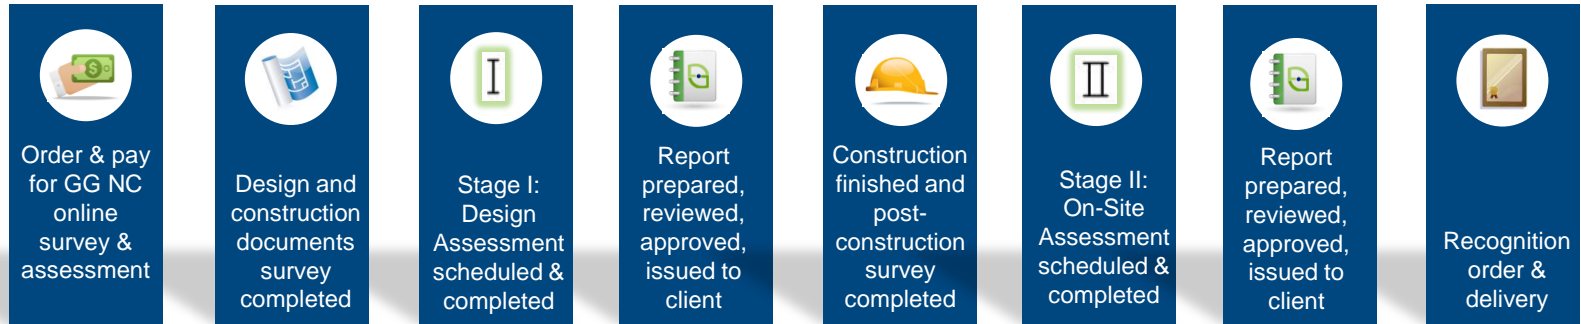 Order & pay
for GG NC
online
survey &
assessment
Design and
construction
documents
survey
completed
I
Stage I:
Design
Assessment
scheduled &
completed
Report
prepared,
reviewed,
approved,
issued to
client
Construction
finished and
post-
construction
survey
completed
II
Stage II:
On-Site
Assessment
scheduled &
completed
Report
prepared,
reviewed,
approved,
issued to
client
Recognition
order &
delivery